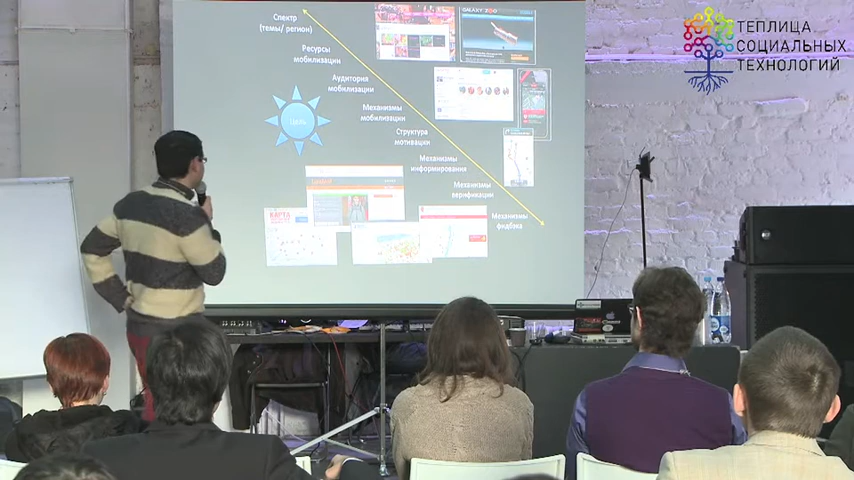 ТЕПЛИЦА
СОЦИАЛЬНЫХ
ТЕХНОЛОГИЙ
GALAXY ZOO
Спектр
(темы/ регион)
Ресурсы
мобилизации
Аудитория
мобилизации
Механизмы
мобилизации
Структура
мотивации
Механизмы
информирования
Механизмы
верификации
Механизмы
фидбэка
Цель
КАРТА